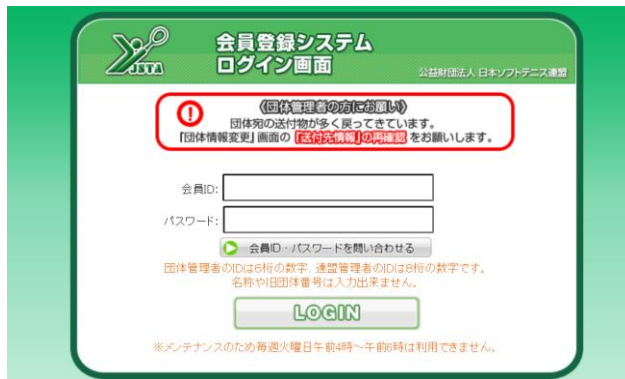 JSTA
会員登録システム
ログイン画面
公益財団法人 日本ソフトテニス連盟
《団体管理者の方にお願い》
団体宛の送付物が多く戻ってきています。
「団体情報変更」画面の『送付先情報』の再確認 をお願いします。
会員ID:
パスワード:
会員ID・パスワードを問い合わせる
団体管理者のIDは6桁の数字、連盟管理者のIDは8桁の数字です。
名称や旧団体番号は入力出来ません。
LOGIN
※メンテナンスのため毎週火曜日午前4時～午前6時は利用できません。